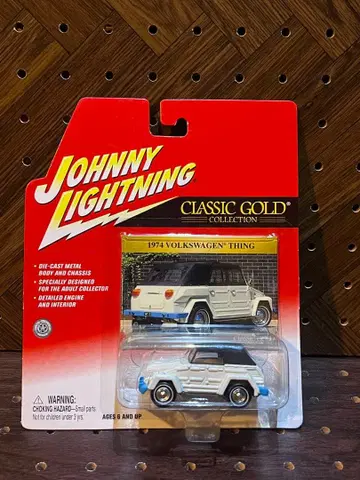 JOHNNY
LIGHTNING
CLASSIC GOLD®
COLLECTION
1974 VOLKSWAGEN® THING
• DIE-CAST METAL
BODY AND CHASSIS
• SPECIALLY DESIGNED
FOR THE ADULT COLLECTOR
• DETAILED ENGINE
AND INTERIOR
WARNING:
CHOKING HAZARD—Small parts.
Not for children under 3 yrs.
AGES 8 AND UP